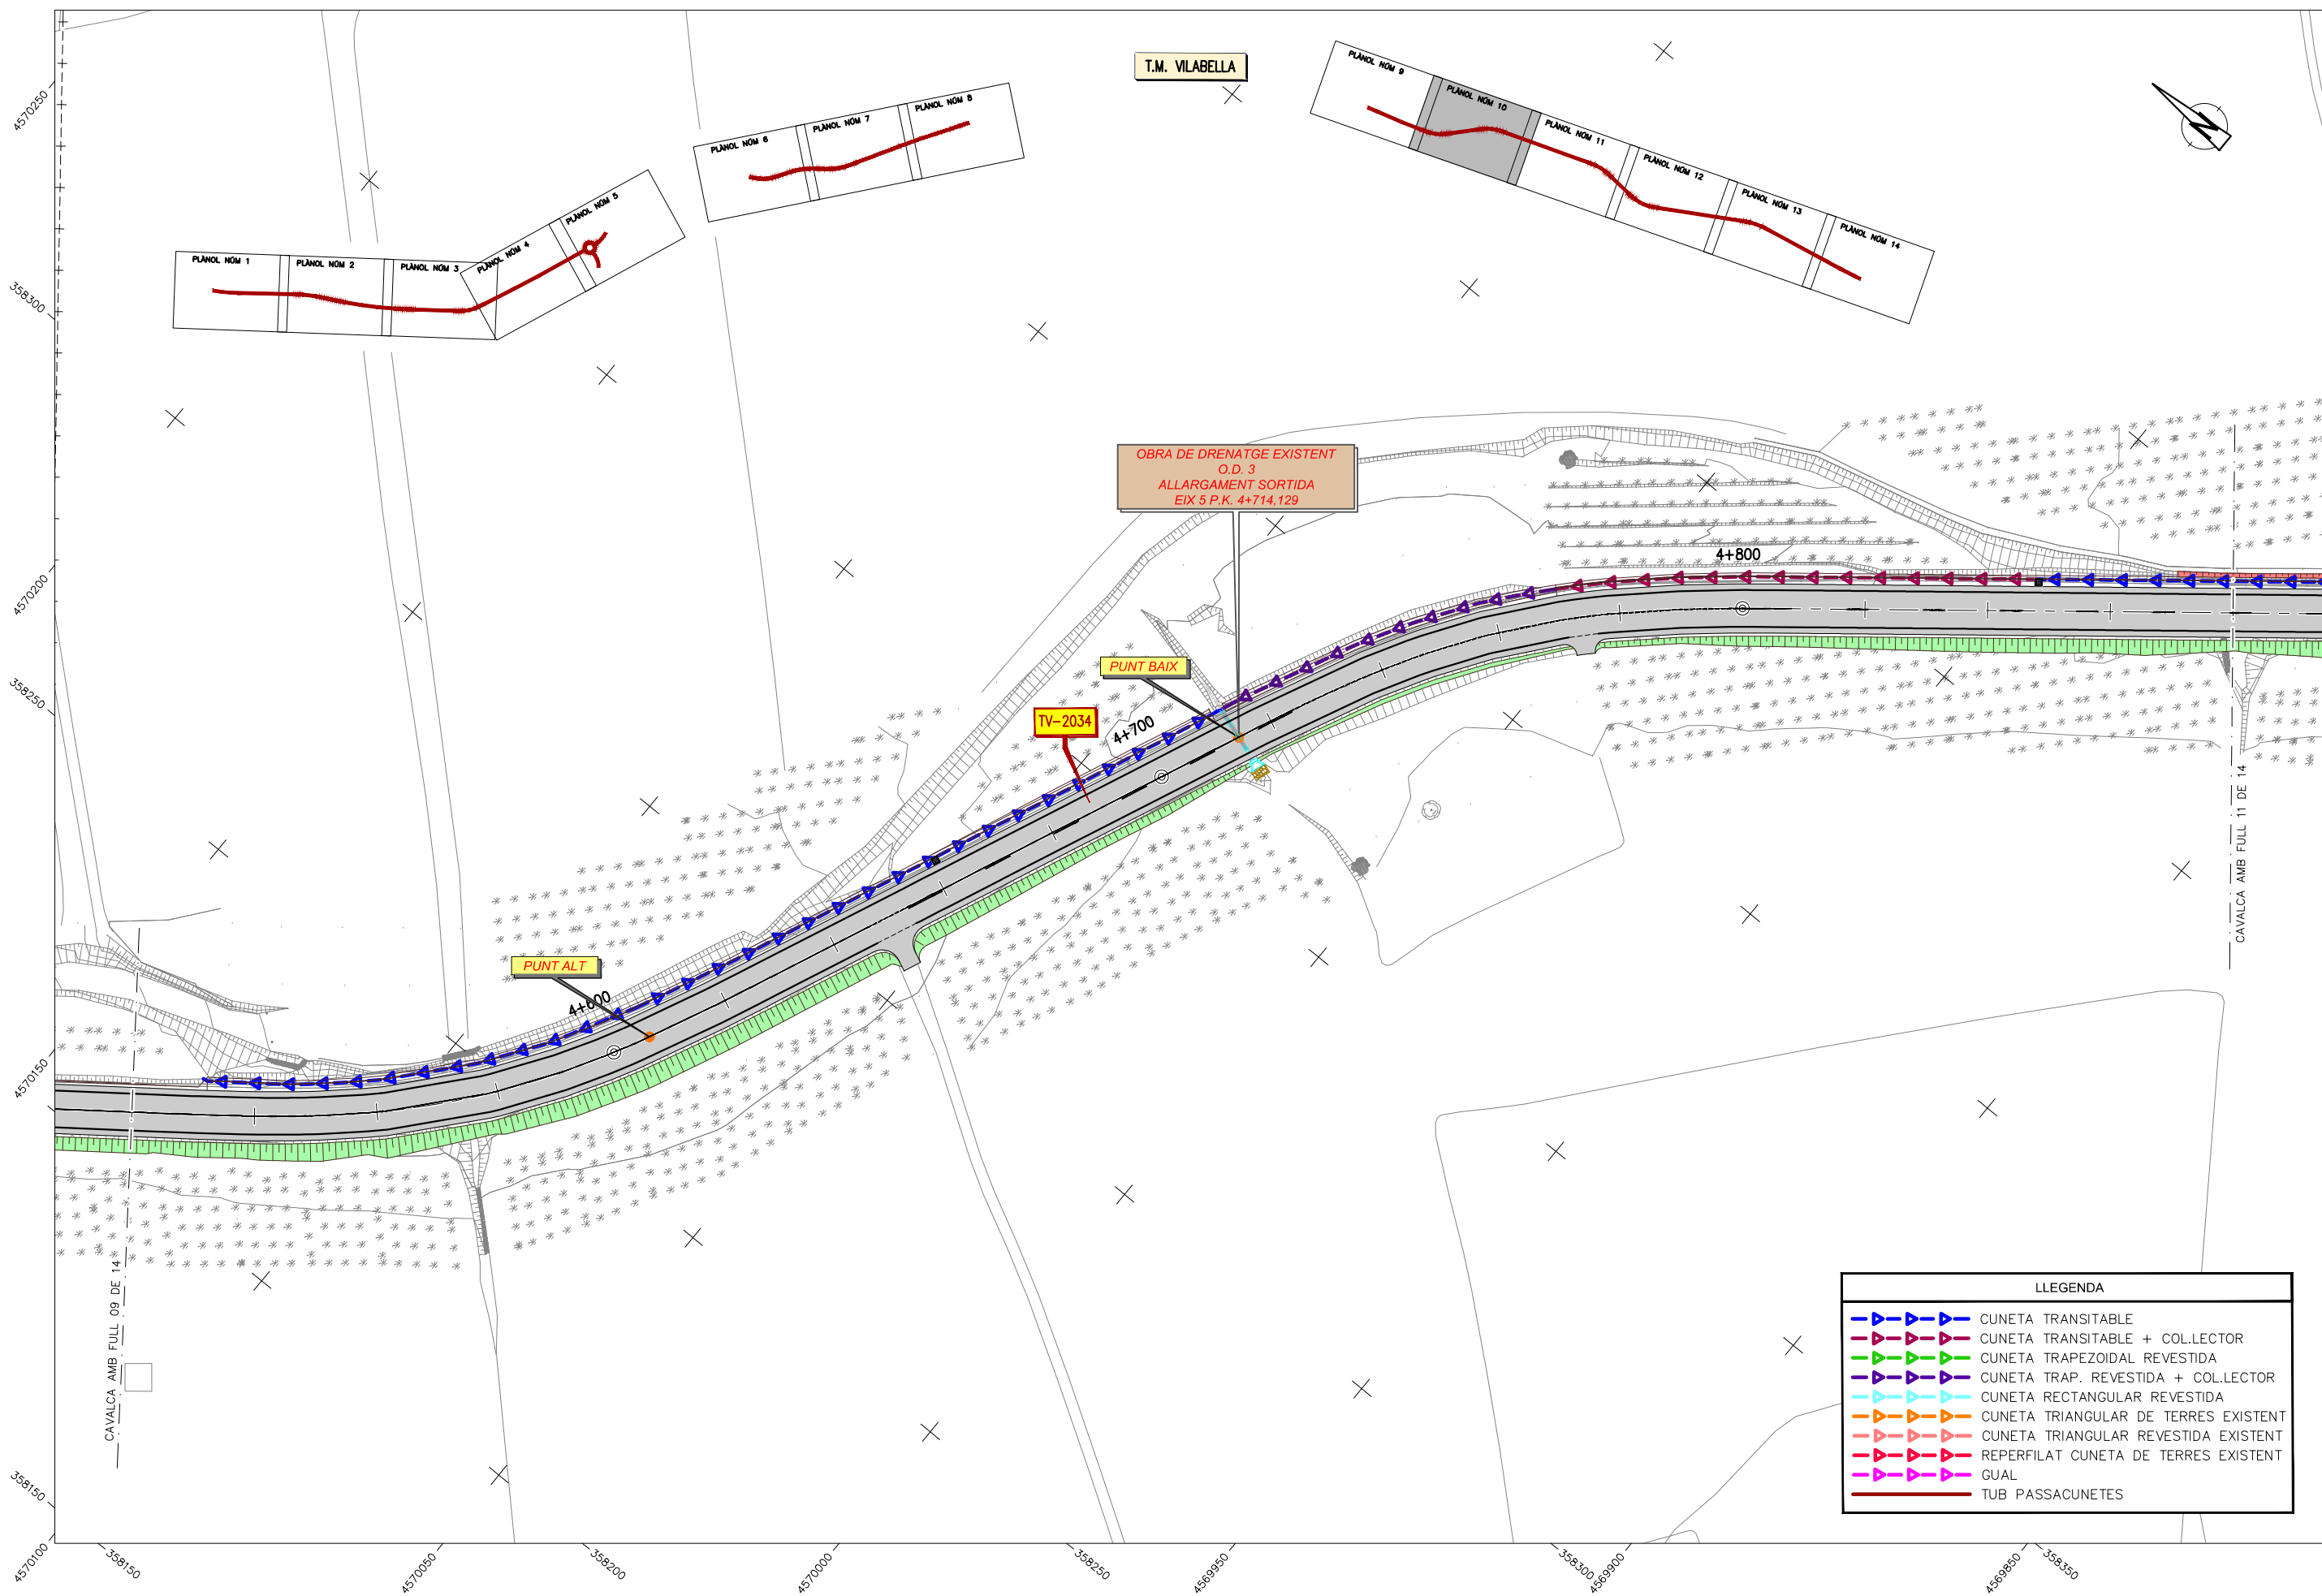 T.M. VILABELLA
PLÀNOL NÚM 1
PLÀNOL NÚM 2
PLÀNOL NÚM 3
PLÀNOL NÚM 4
PLÀNOL NÚM 5
PLÀNOL NÚM 6
PLÀNOL NÚM 7
PLÀNOL NÚM 8
PLÀNOL NÚM 9
PLÀNOL NÚM 10
PLÀNOL NÚM 11
PLÀNOL NÚM 12
PLÀNOL NÚM 13
PLÀNOL NÚM 14
N
4570250
358300
4570200
358250
4570150
358150
4570100
OBRA DE DRENATGE EXISTENT
O.D. 3
ALLARGAMENT SORTIDA
EIX 5 P.K. 4+714,129
4+800
PUNT BAIX
TV-2034
4+700
PUNT ALT
4+600
CAVALCA AMB FULL 09 DE 14
CAVALCA AMB FULL 11 DE 14
LLEGENDA
CUNETA TRANSITABLE
CUNETA TRANSITABLE + COL.LECTOR
CUNETA TRAPEZOIDAL REVESTIDA
CUNETA TRAP. REVESTIDA + COL.LECTOR
CUNETA RECTANGULAR REVESTIDA
CUNETA TRIANGULAR DE TERRES EXISTENT
CUNETA TRIANGULAR REVESTIDA EXISTENT
REPERFILAT CUNETA DE TERRES EXISTENT
GUAL
TUB PASSACUNETES
358150
4570050
358200
4570000
358250
4569950
358300
4569900
4569850
358350